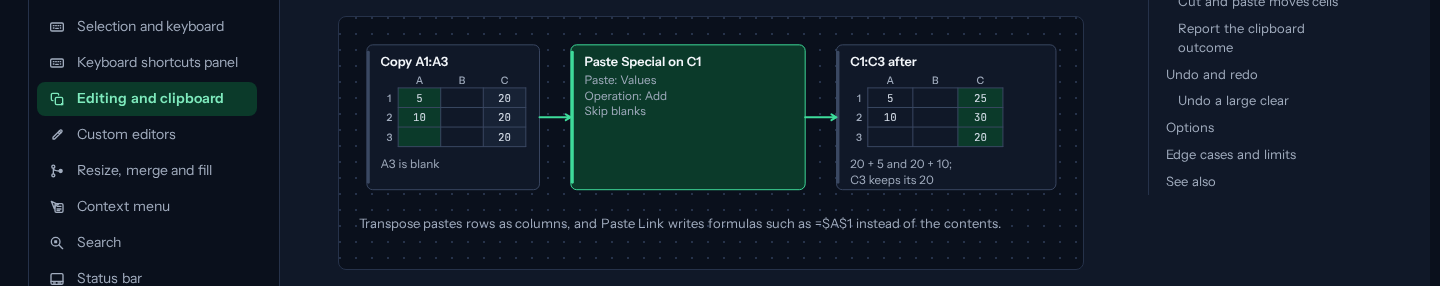 Selection and keyboard
Keyboard shortcuts panel
Editing and clipboard
Custom editors
Resize, merge and fill
Context menu
Search
Status bar
Copy A1:A3
A B C
1 5 20
2 10 20
3 20
A3 is blank
Paste Special on C1
Paste: Values
Operation: Add
Skip blanks
C1:C3 after
A B C
1 5 25
2 10 30
3 20
20 + 5 and 20 + 10;
C3 keeps its 20
Transpose pastes rows as columns, and Paste Link writes formulas such as =$A$1 instead of the contents.
Cut and paste moves cells
Report the clipboard
outcome
Undo and redo
Undo a large clear
Options
Edge cases and limits
See also